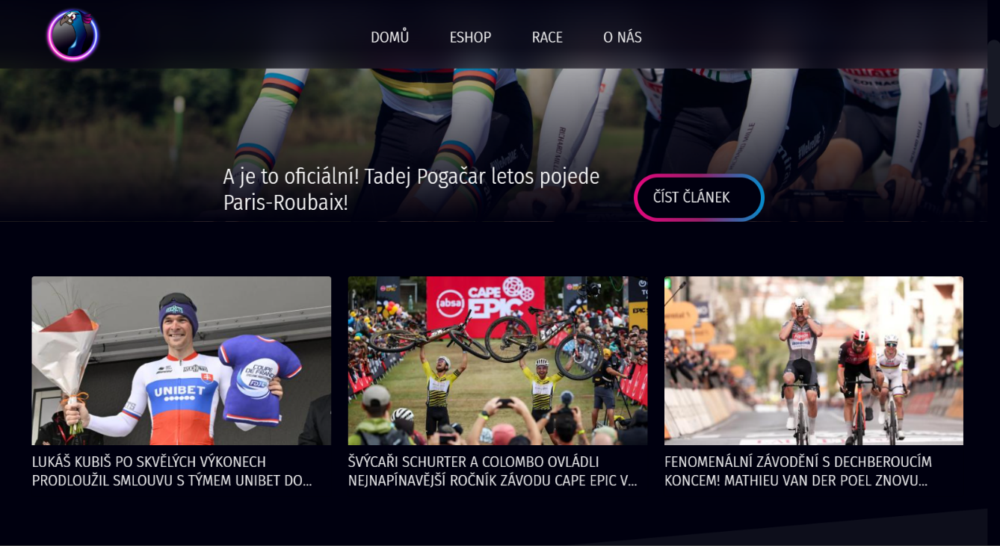 DOMŮ ESHOP RACE O NÁS
A je to oficiální! Tadej Pogačar letos pojede
Paris-Roubaix!
ČÍST ČLÁNEK
ROCKETS
UNIBET
COUPE
DE FRANCE
FDJ
absa
CAPE
EPIC
LUKÁŠ KUBIŠ PO SKVĚLÝCH VÝKONECH
PRODLOUŽIL SMLOUVU S TÝMEM UNIBET DO...
ŠVÝCAŘI SCHURTER A COLOMBO OVLÁDLI
NEJNAPÍNAVĚJŠÍ ROČNÍK ZÁVODU CAPE EPIC V...
FENOMENÁLNÍ ZÁVODĚNÍ S DECHBEROUCÍM
KONCEM! MATHIEU VAN DER POEL ZNOVU...